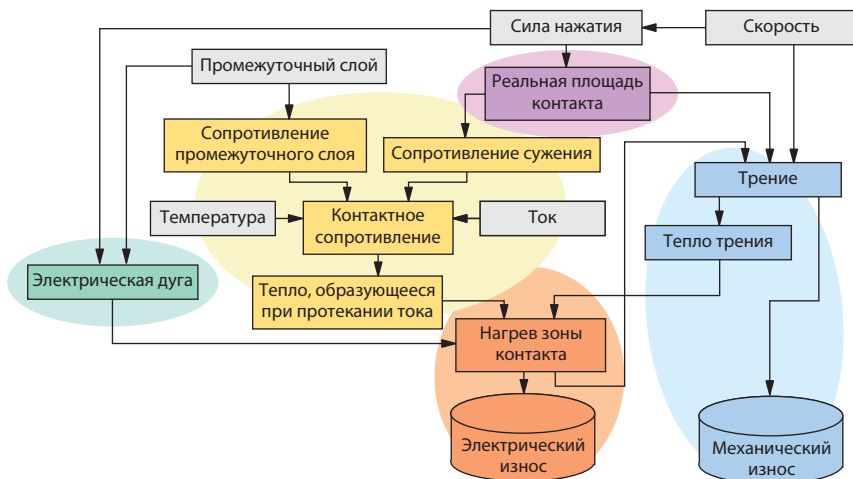 Сила нажатия
Скорость
Промежуточный слой
Реальная площадь
контакта
Сопротивление
промежуточного слоя
Сопротивление сужения
Трение
Температура
Контактное
сопротивление
Ток
Тепло трения
Электрическая дуга
Тепло, образующееся
при протекании тока
Нагрев зоны
контакта
Электрический
износ
Механический
износ